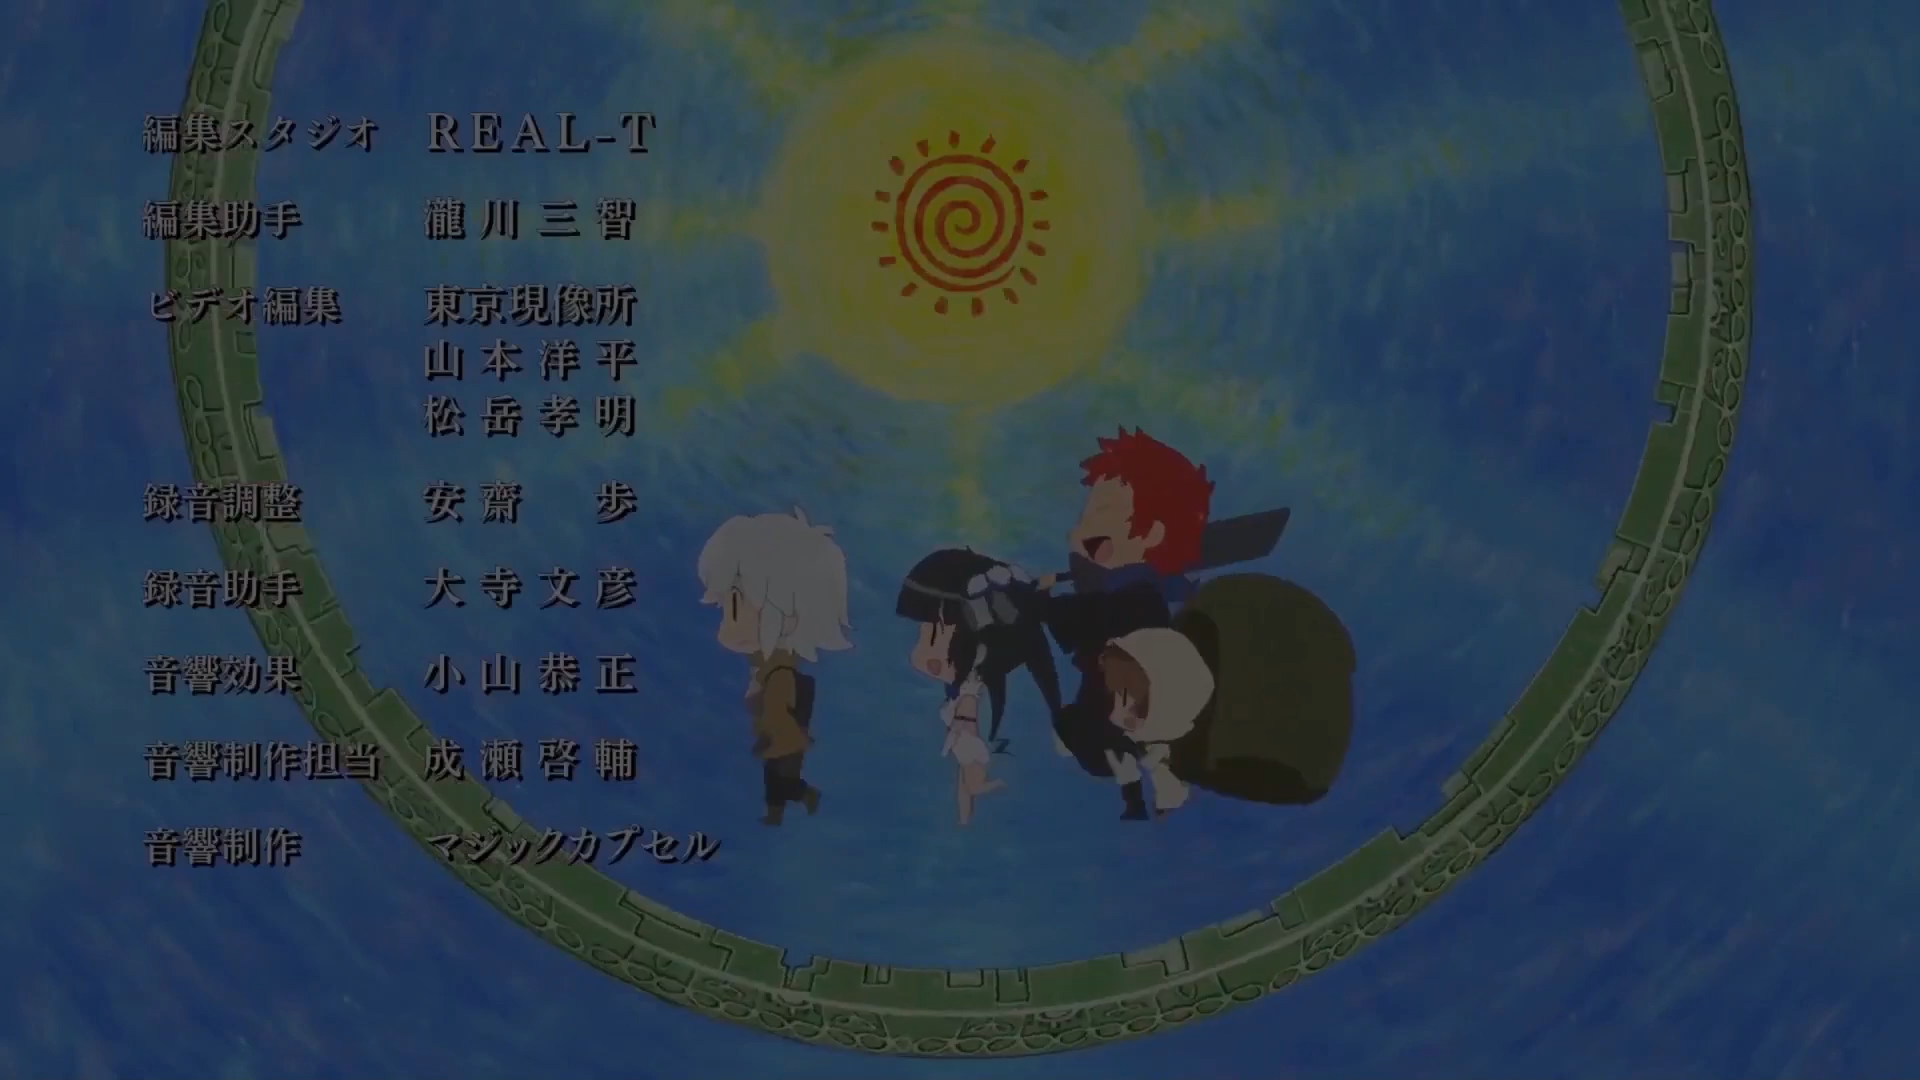 編集スタジオ REAL-T
編集助手 瀧川三智
ビデオ編集 東京現像所
山本洋平
松岳孝明
録音調整 安齋 歩
録音助手 大寺文彦
音響効果 小山恭正
音響制作担当 成瀬啓輔
音響制作 マジックカプセル